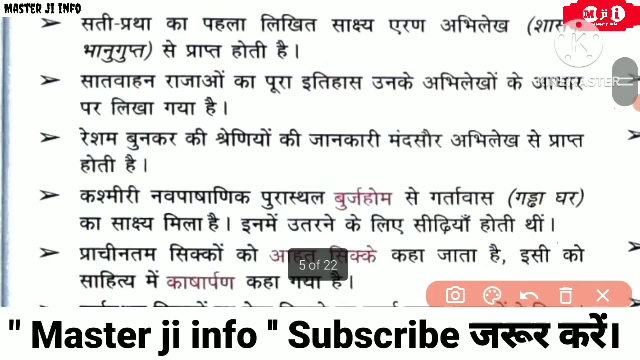 MASTER JI INFO
Mji
➢ सती-प्रथा का पहला लिखित साक्ष्य एरण अभिलेख
भानुगुप्त) से प्राप्त होती है।
➢ सातवाहन राजाओं का पूरा इतिहास उनके अभिलेखों के आधार
पर लिखा गया है।
➢ रेशम बुनकर की श्रेणियों की जानकारी मंदसौर अभिलेख से प्राप्त
होती है।
➢ कश्मीरी नवपाषाणिक पुरास्थल बुर्जहोम से गर्तावास (गड्ढा घर)
का साक्ष्य मिला है। इनमें उतरने के लिए सीढ़ियाँ होती थीं।
➢ प्राचीनतम सिक्कों को आहत सिक्के कहा जाता है, इसी को
साहित्य में काषार्पण कहा गया है।
5 of 22
" Master ji info " Subscribe जरूर करें।